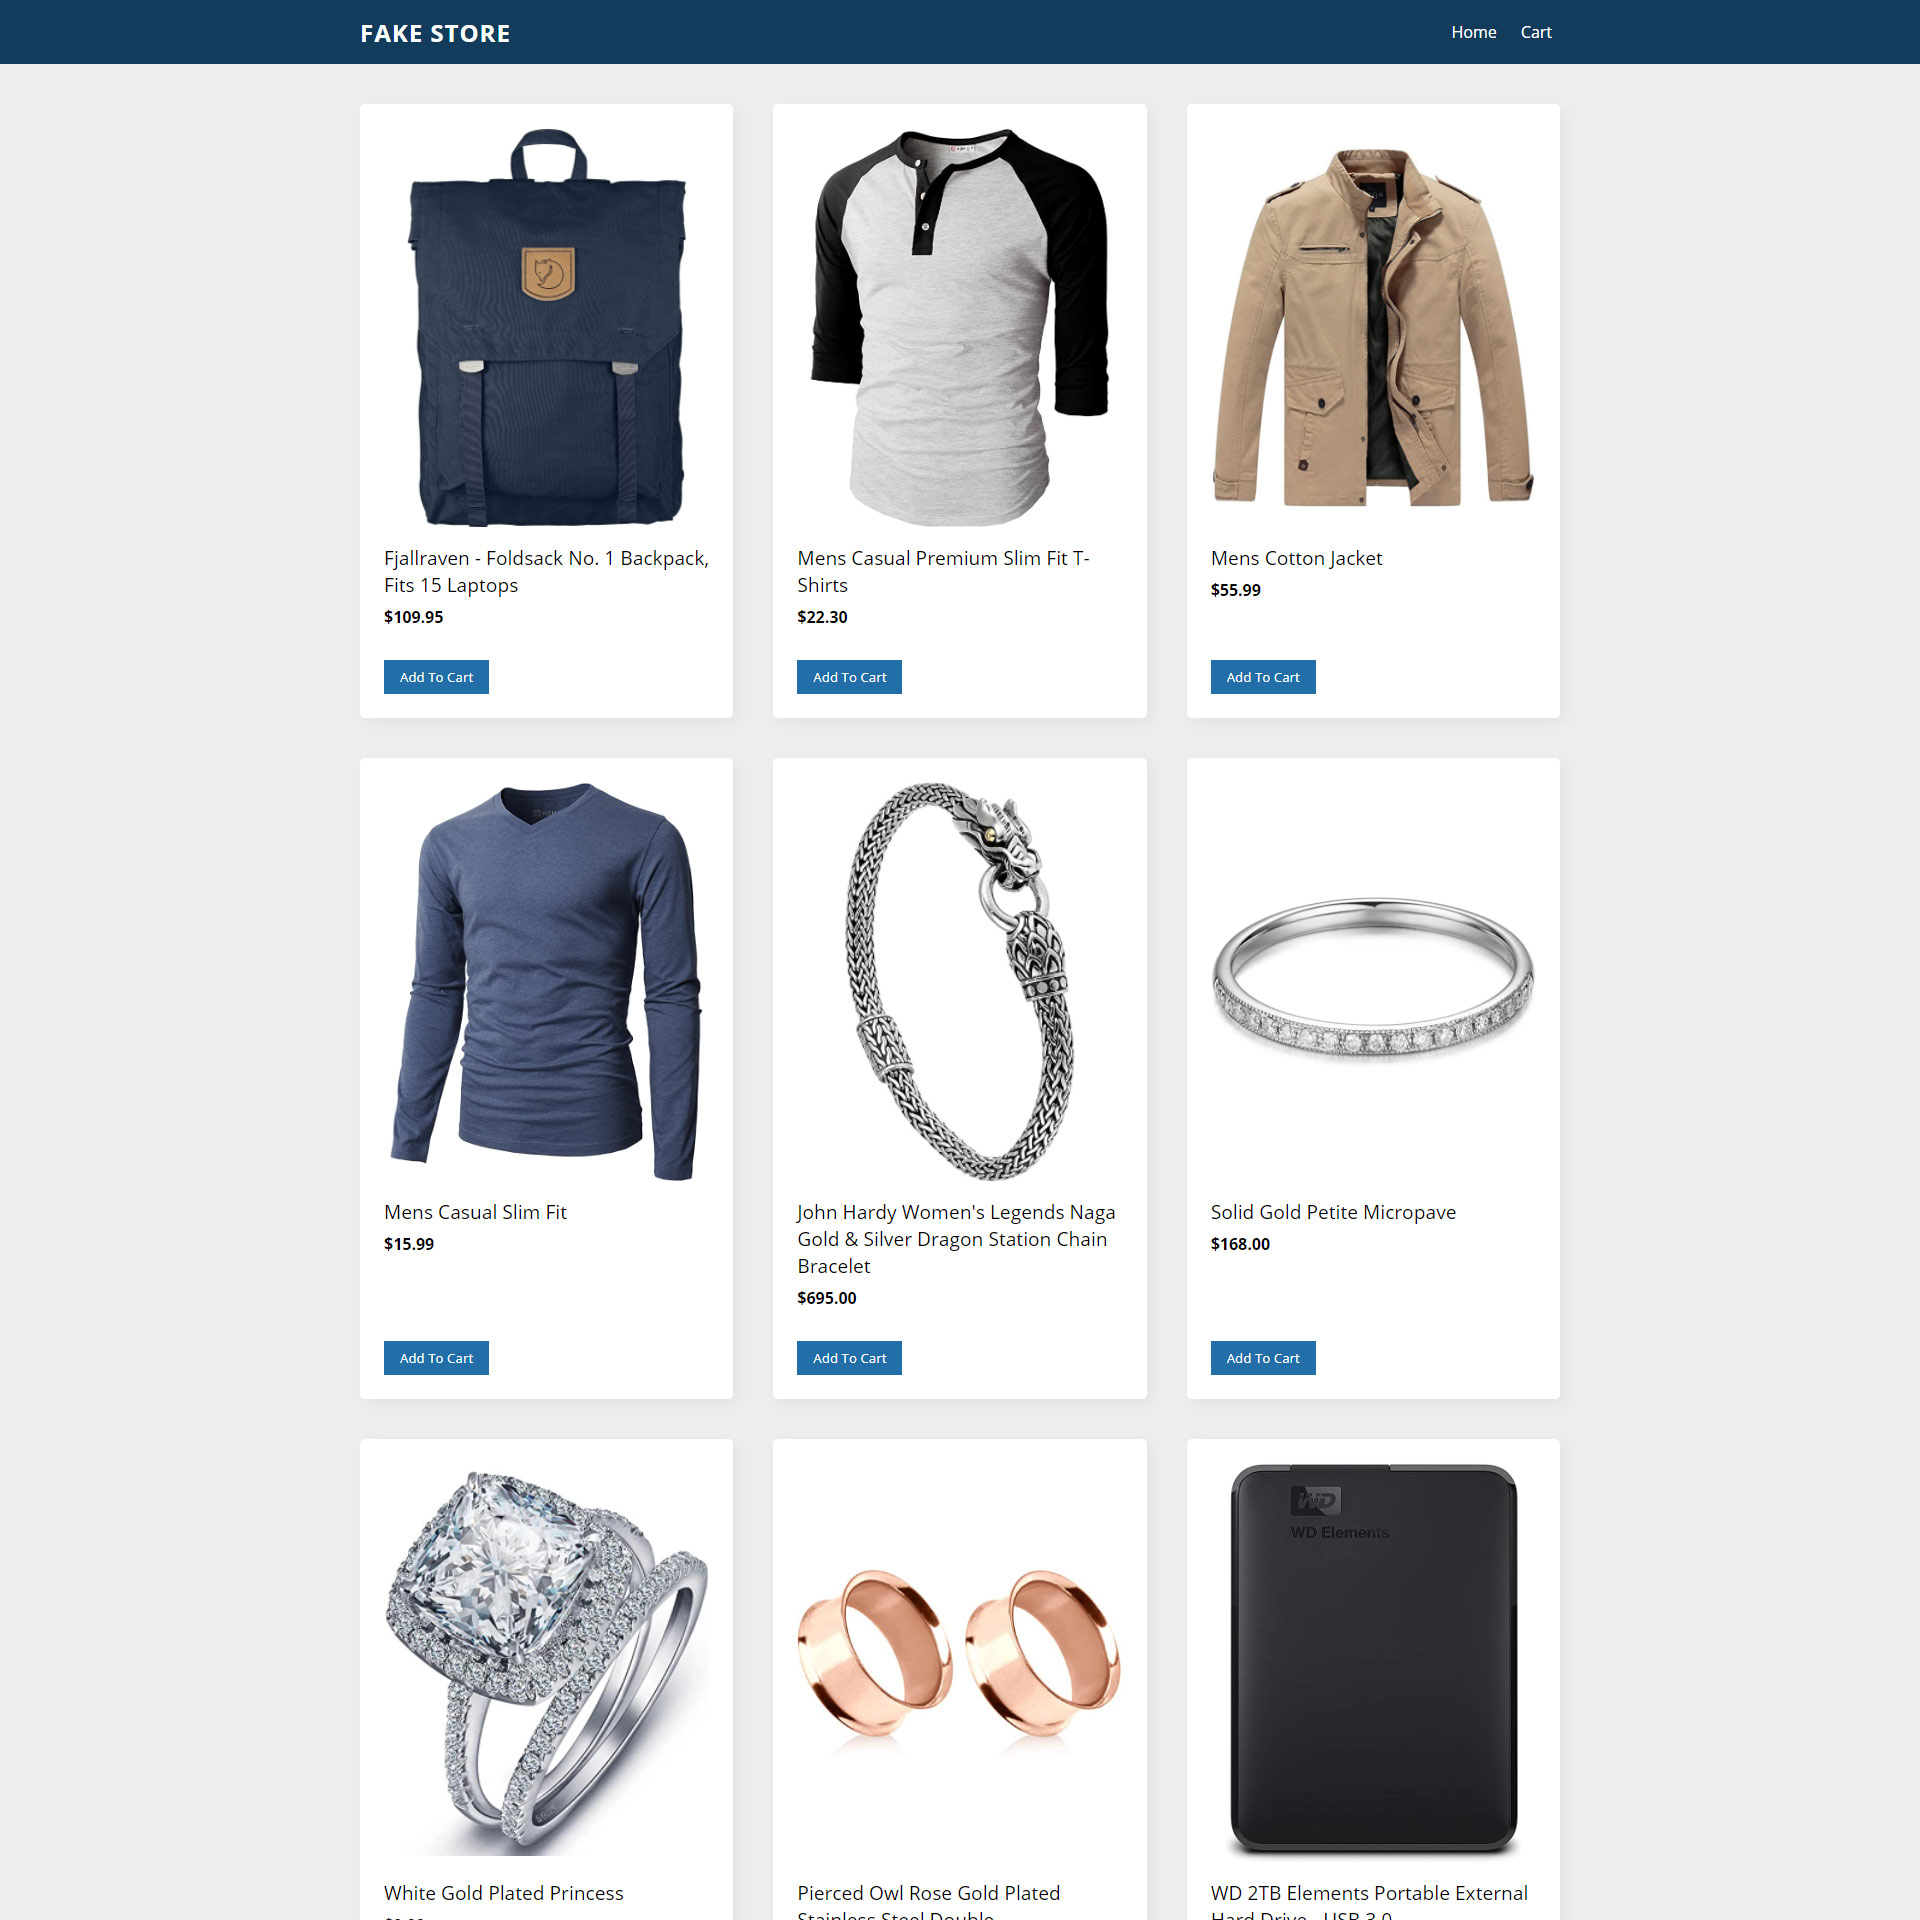 FAKE STORE
Home
Cart
Fjallraven - Foldsack No. 1 Backpack,
Fits 15 Laptops
$109.95
Add To Cart
Mens Casual Premium Slim Fit T-
Shirts
$22.30
Add To Cart
Mens Cotton Jacket
$55.99
Add To Cart
Mens Casual Slim Fit
$15.99
Add To Cart
John Hardy Women's Legends Naga
Gold & Silver Dragon Station Chain
Bracelet
$695.00
Add To Cart
Solid Gold Petite Micropave
$168.00
Add To Cart
White Gold Plated Princess
Pierced Owl Rose Gold Plated
Stainless Steel Double
WD
WD Elements
WD 2TB Elements Portable External
Hard Drive - USB 3.0